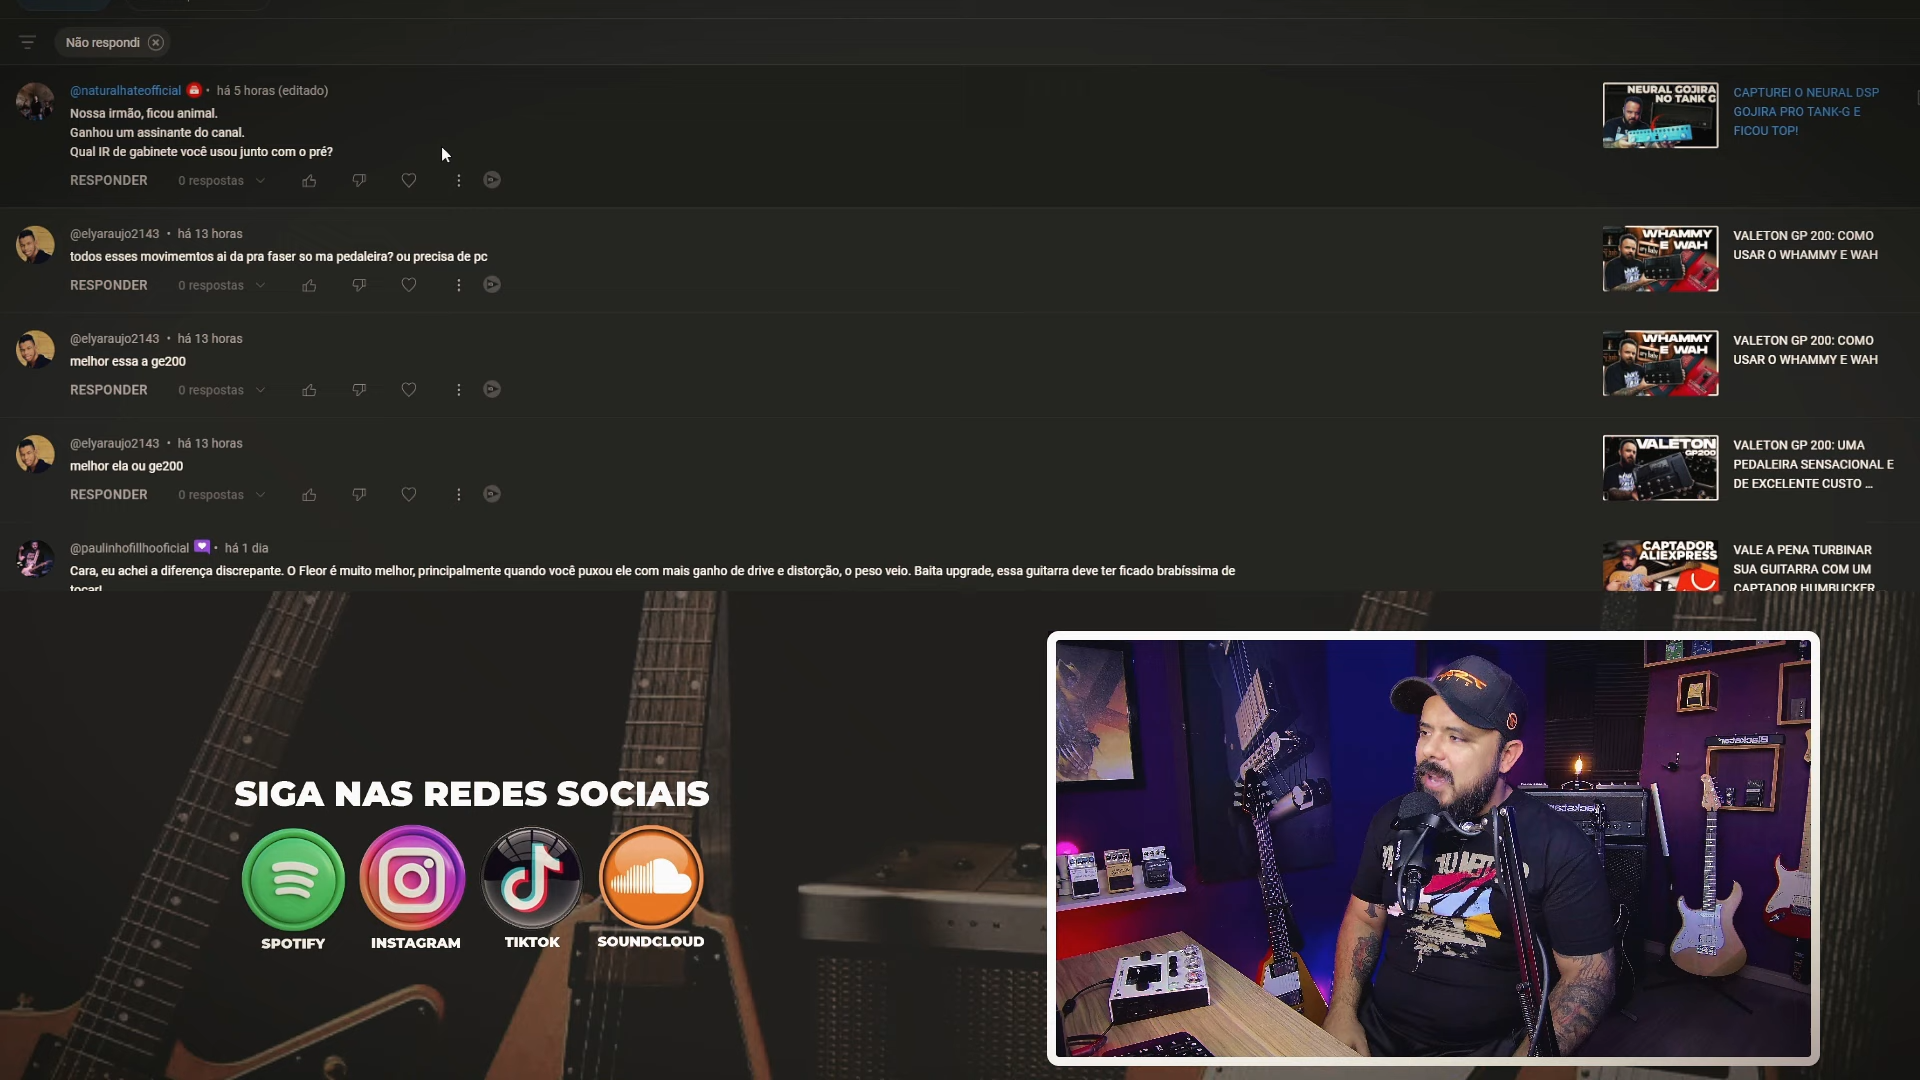 Não respondi
@naturalhateofficial • há 5 horas (editado)
Nossa irmão, ficou animal.
Ganhou um assinante do canal.
Qual IR de gabinete você usou junto com o pré?
RESPONDER 0 respostas
NEURAL GOJIRA
NO TANK G
CAPTUREI O NEURAL DSP
GOJIRA PRO TANK-G E
FICOU TOP!
@elyaraujo2143 • há 13 horas
todos esses movimemtos ai da pra faser so ma pedaleira? ou precisa de pc
RESPONDER 0 respostas
WHAMMY
E WAH
VALETON GP 200: COMO
USAR O WHAMMY E WAH
@elyaraujo2143 • há 13 horas
melhor essa a ge200
RESPONDER 0 respostas
WHAMMY
E WAH
VALETON GP 200: COMO
USAR O WHAMMY E WAH
@elyaraujo2143 • há 13 horas
melhor ela ou ge200
RESPONDER 0 respostas
VALETON
GP200
VALETON GP 200: UMA
PEDALEIRA SENSACIONAL E
DE EXCELENTE CUSTO ...
@paulinhofillhooficial • há 1 dia
Cara, eu achei a diferença discrepante. O Fleor é muito melhor, principalmente quando você puxou ele com mais ganho de drive e distorção, o peso veio. Baita upgrade, essa guitarra deve ter ficado brabíssima de
tocar!
CAPTADOR
ALIEXPRESS
VALE A PENA TURBINAR
SUA GUITARRA COM UM
CAPTADOR HUMBUCKER
SIGA NAS REDES SOCIAIS
SPOTIFY
INSTAGRAM
TIKTOK
SOUNDCLOUD
Blackstar
Blackstar